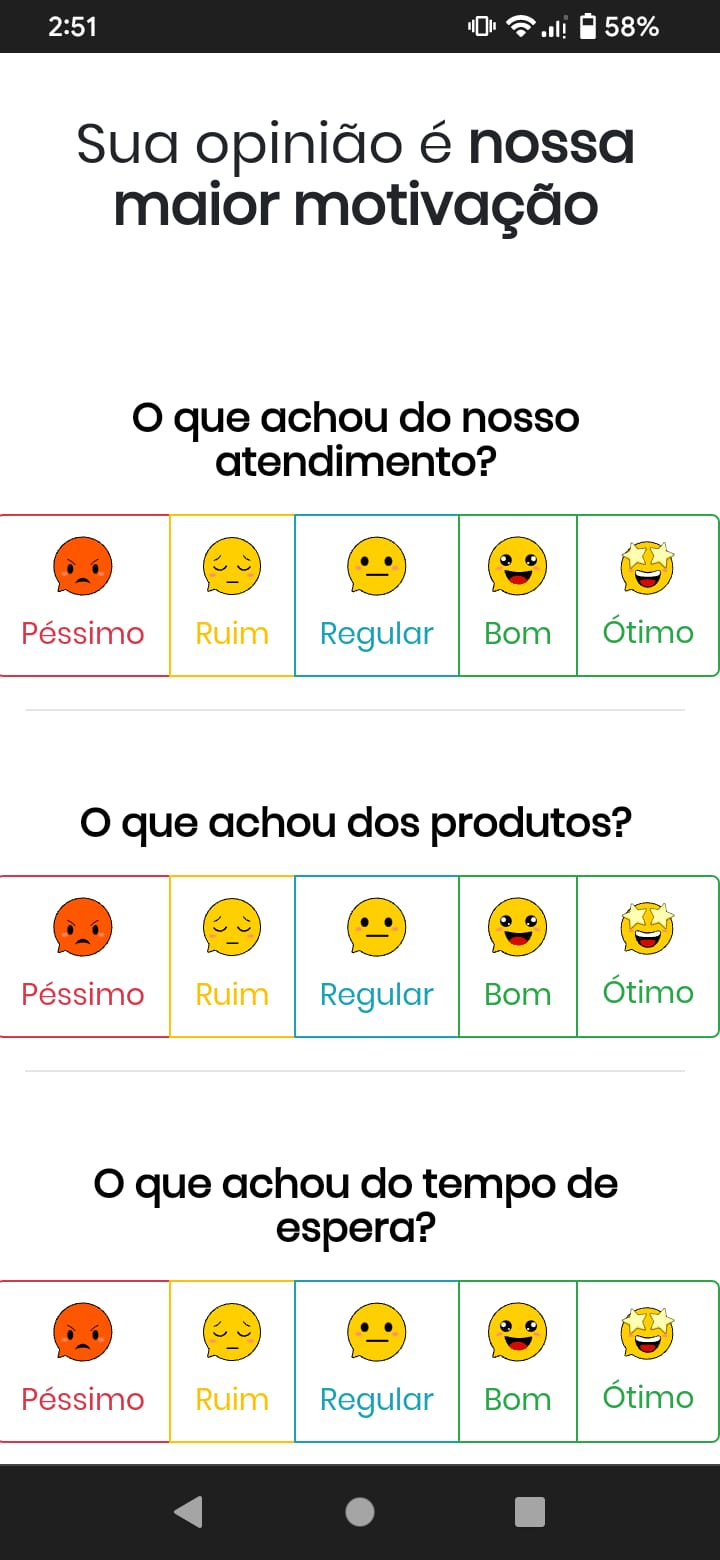 2:51
58%
Sua opinião é nossa
maior motivação
O que achou do nosso
atendimento?
Péssimo Ruim Regular Bom Ótimo
O que achou dos produtos?
Péssimo Ruim Regular Bom Ótimo
O que achou do tempo de
espera?
Péssimo Ruim Regular Bom Ótimo